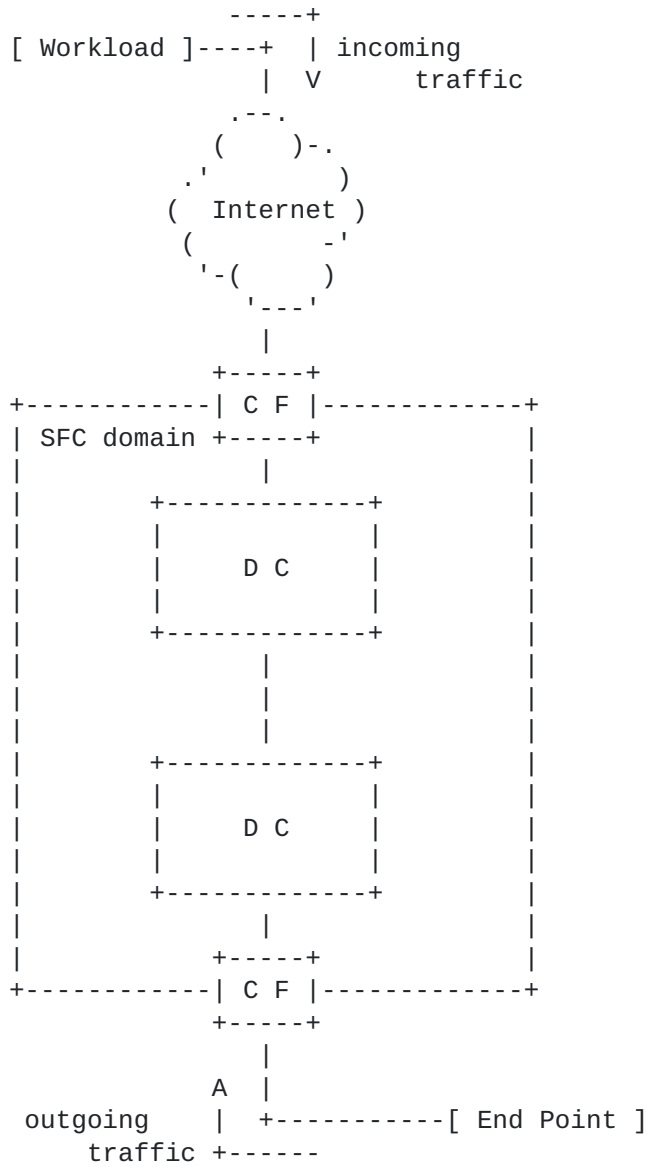 [ Workload ] incoming
V traffic
Internet
C F
SFC domain
D C
D C
C F
A
outgoing [ End Point ]
traffic